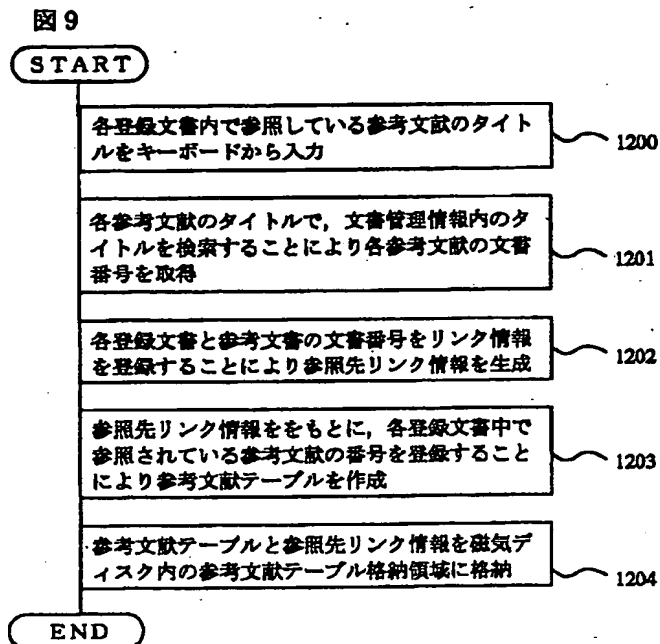 図9
START
各登録文書内で参照している参考文献のタイト
ルをキーボードから入力
1200
各参考文献のタイトルで，文書管理情報内のタ
イトルを検索することにより各参考文献の文書
番号を取得
1201
各登録文書と参考文書の文書番号をリンク情報
を登録することにより参照先リンク情報を生成
1202
参照先リンク情報ををもとに，各登録文書中で
参照されている参考文献の番号を登録すること
により参考文献テーブルを作成
1203
参考文献テーブルと参照先リンク情報を磁気デ
ィスク内の参考文献テーブル格納領域に格納
1204
END